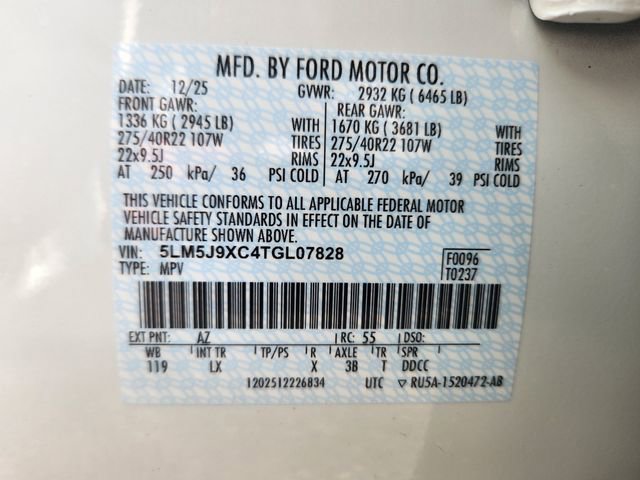 MFD. BY FORD MOTOR CO.
DATE: 12/25 GVWR: 2932 KG ( 6465 LB)
FRONT GAWR: REAR GAWR:
1336 KG ( 2945 LB) WITH 1670 KG ( 3681 LB) WITH
275/40R22 107W TIRES 275/40R22 107W TIRES
22x9.5J RIMS 22x9.5J RIMS
AT 250 kPa/ 36 PSI COLD AT 270 kPa/ 39 PSI COLD
THIS VEHICLE CONFORMS TO ALL APPLICABLE FEDERAL MOTOR
VEHICLE SAFETY STANDARDS IN EFFECT ON THE DATE OF
MANUFACTURE SHOWN ABOVE.
VIN: 5LM5J9XC4TGL07828 F0096
TYPE: MPV T0237
EXT PNT: AZ RC: 55 DSO:
WB INT TR TP/PS R AXLE TR SPR
119 LX X 3B T DDCC
1202512226834 UTC ▽ RU5A-1520472-AB